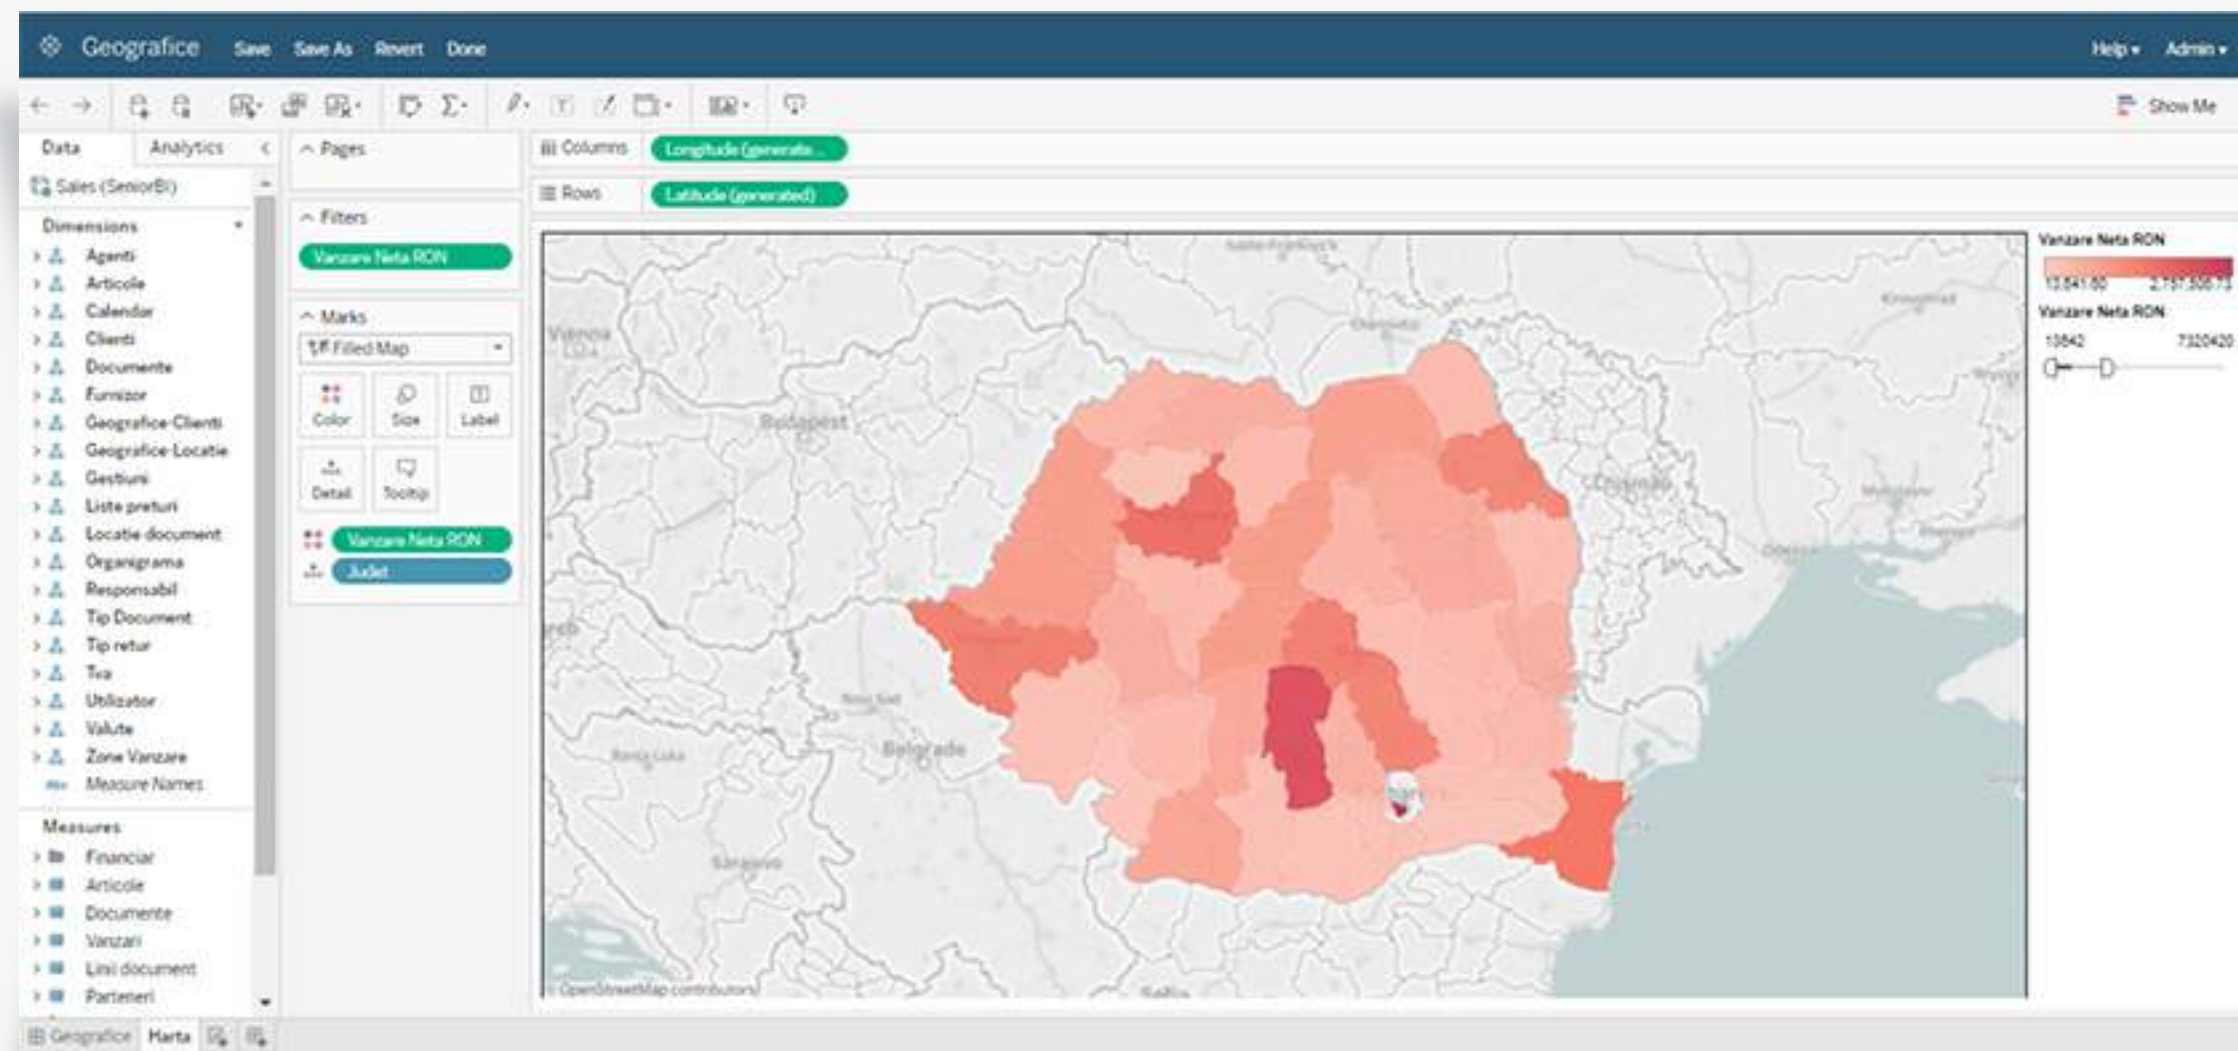 Geografice Save Save As Revert Done Help Admin
Show Me
Data Analytics
Sales (SeniorBI)
Dimensions
Agenti
Articole
Calendar
Clienti
Documente
Furnizor
Geografice-Clienti
Geografice-Locatie
Gestiuni
Liste preturi
Locatie document
Organigrama
Responsabil
Tip Document
Tip retur
Tva
Utilizator
Valute
Zone Vanzare
Abc Measure Names
Measures
Financiar
Articole
Documente
Vanzari
Linii document
Parteneri
Pages
Filters
Vanzare Neta RON
Marks
Filled Map
Color Size Label
Detail Tooltip
Vanzare Neta RON
Judet
Columns Longitude (generate...
Rows Latitude (generated)
Vienna
Budapest
Chisinau
Odessa
Novi Sad
Belgrade
Banja Luka
Sarajevo
Sofia
© OpenStreetMap contributors
Vanzare Neta RON
Vanzare Neta RON
13642 7320420
Geografice Harta